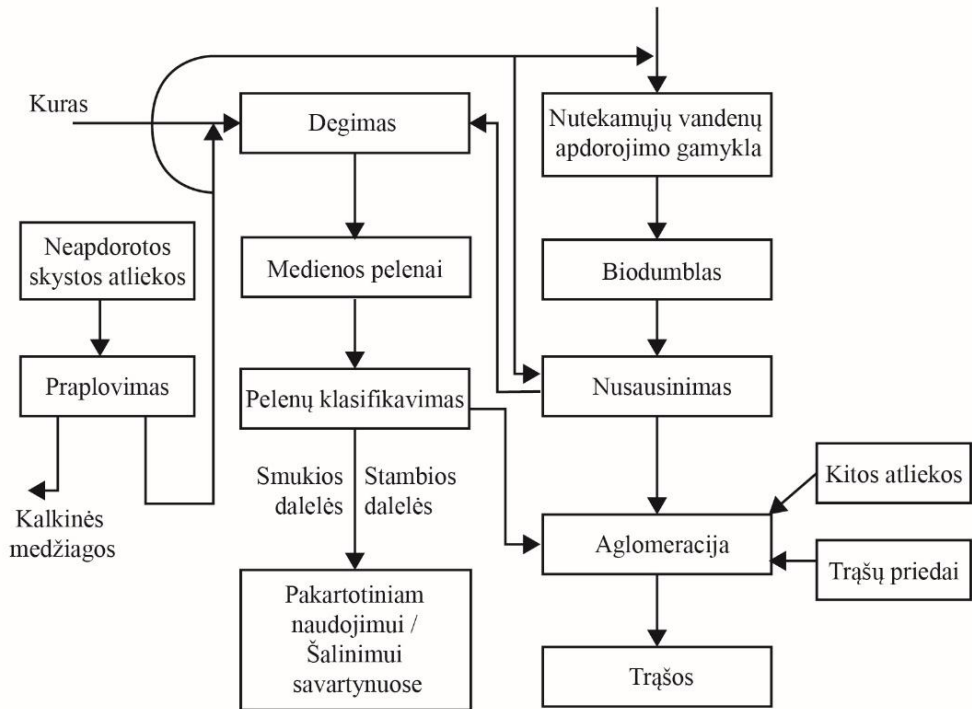 Kuras
Degimas
Nutekamųjų vandenų
apdorojimo gamykla
Neapdorotos
skystos atliekos
Medienos pelenai
Biodumblas
Praplovimas
Pelenų klasifikavimas
Nusausinimas
Smukios
dalelės
Stambios
dalelės
Kitos atliekos
Kalkinės
medžiagos
Aglomeracija
Trąšų priedai
Pakartotiniam
naudojimui /
Šalinimui
savartynuose
Trąšos